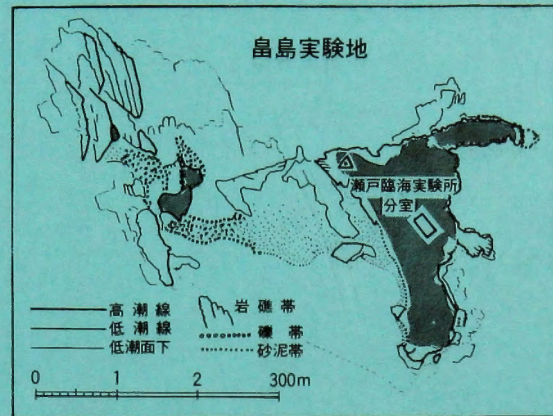 畠島実験地
瀬戸臨海実験所
分室
高潮線
低潮線
低潮面下
岩礁帯
礫帯
砂泥帯
0 1 2 300m